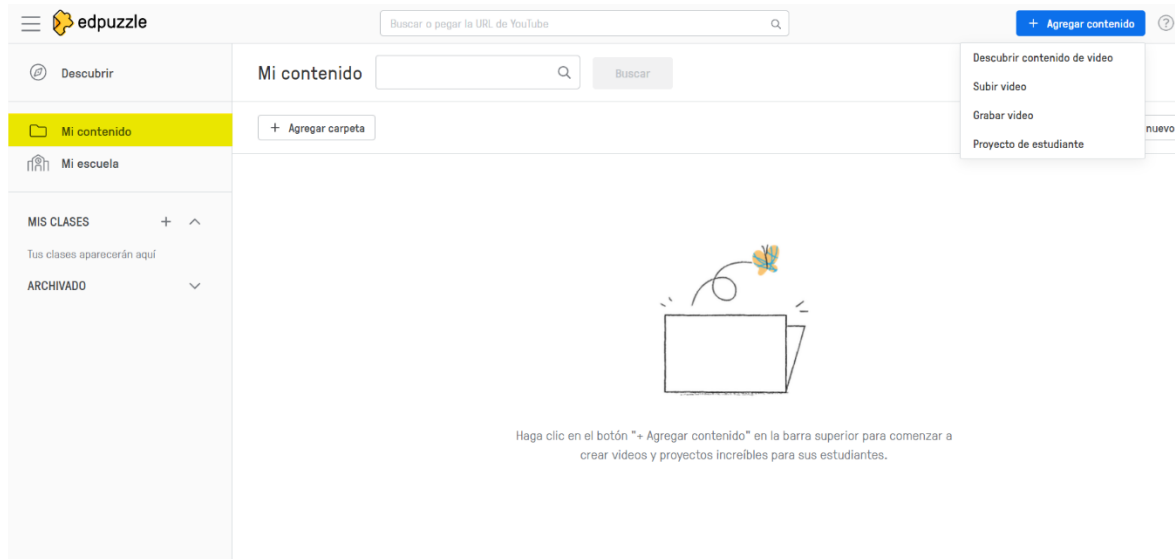 edpuzzle
Buscar o pegar la URL de YouTube
+ Agregar contenido
?
Descubrir contenido de video
Subir video
Grabar video
Proyecto de estudiante
Descubrir
Mi contenido
Mi escuela
MIS CLASES +
Tus clases aparecerán aquí
ARCHIVADO
Mi contenido
Buscar
+ Agregar carpeta
nuevo
Haga clic en el botón "+ Agregar contenido" en la barra superior para comenzar a
crear videos y proyectos increíbles para sus estudiantes.